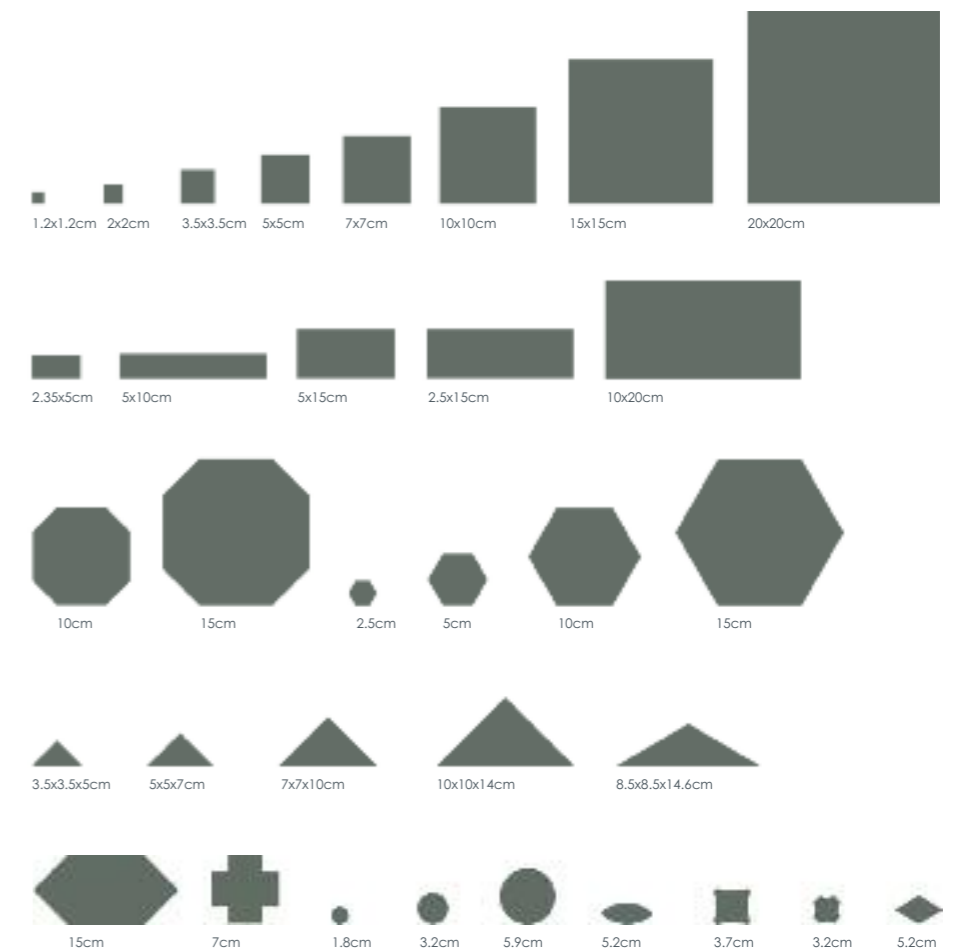 1.2x1.2cm 2x2cm 3.5x3.5cm 5x5cm 7x7cm 10x10cm 15x15cm 20x20cm
2.35x5cm 5x10cm 5x15cm 2.5x15cm 10x20cm
10cm 15cm 2.5cm 5cm 10cm 15cm
3.5x3.5x5cm 5x5x7cm 7x7x10cm 10x10x14cm 8.5x8.5x14.6cm
15cm 7cm 1.8cm 3.2cm 5.9cm 5.2cm 3.7cm 3.2cm 5.2cm